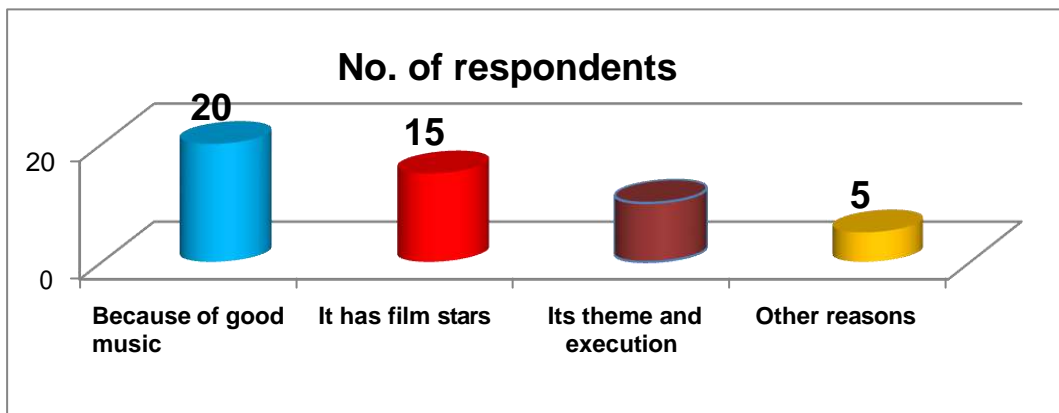 No. of respondents
20
15
5
20
0
Because of good
music
It has film stars
Its theme and
execution
Other reasons